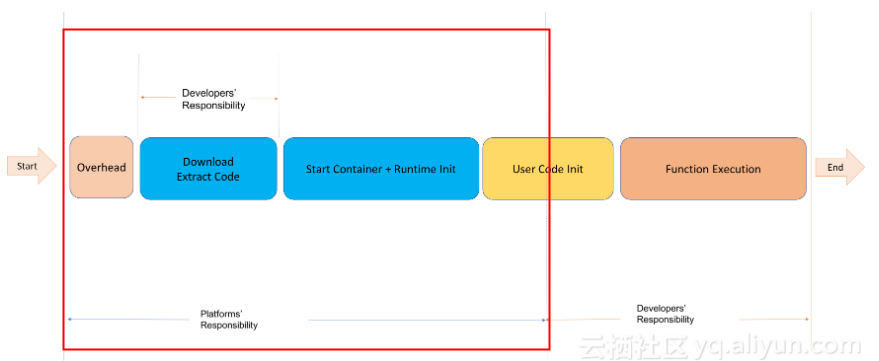 Developers'
Responsibility
Start
Overhead
Download
Extract Code
Start Container + Runtime Init
User Code Init
Function Execution
End
Platforms'
Responsibility
Developers'
Responsibility
云栖社区 yq.aliyun.com